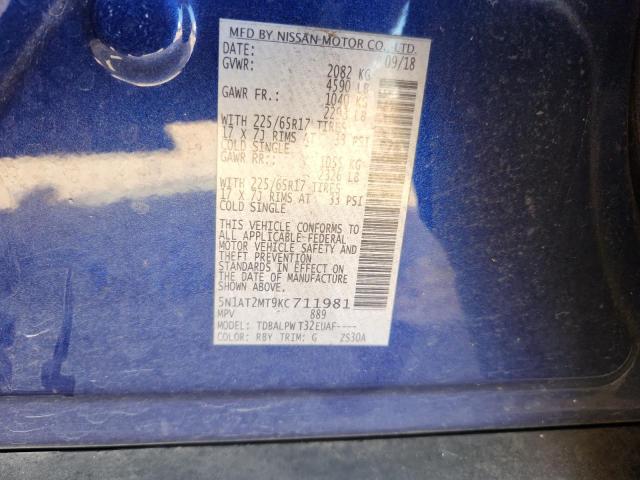 MFD BY NISSAN MOTOR CO., LTD.
DATE: 09/18
GVWR: 2082 KG
4590 LB
GAWR FR.: 1040 KG
2293 LB
WITH 225/65R17 TIRES
17 X 7J RIMS AT 33 PSI
COLD SINGLE
GAWR RR.: 1055 KG
2326 LB
WITH 225/65R17 TIRES
17 X 7J RIMS AT 33 PSI
COLD SINGLE
THIS VEHICLE CONFORMS TO
ALL APPLICABLE FEDERAL
MOTOR VEHICLE SAFETY AND
THEFT PREVENTION
STANDARDS IN EFFECT ON
THE DATE OF MANUFACTURE
SHOWN ABOVE.
5N1AT2MT9KC711981
MPV 889
MODEL: TDBALPW T32EUAF----
COLOR: RBY TRIM: G ZS30A